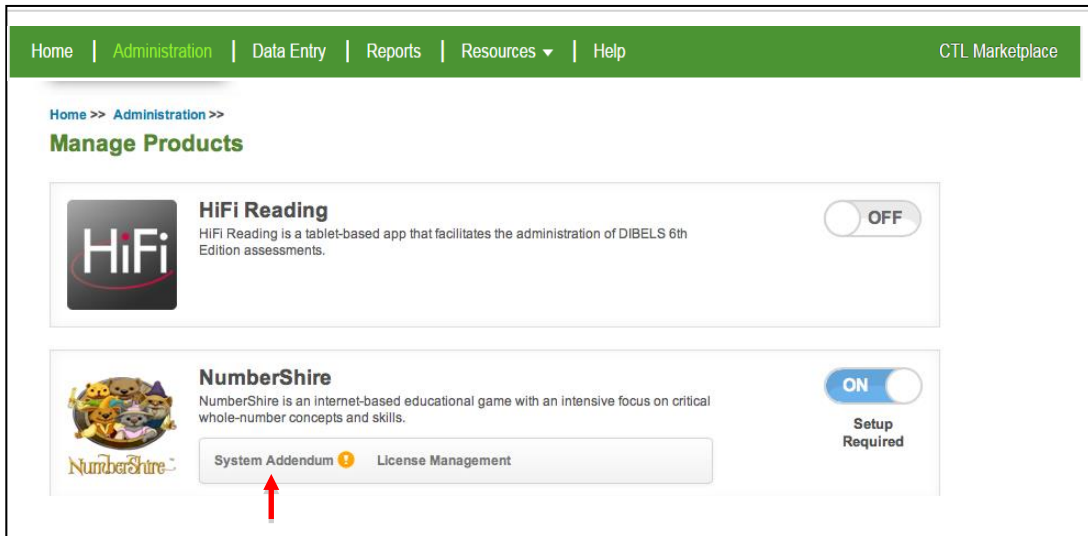 Home | Administration | Data Entry | Reports | Resources ▾ | Help CTL Marketplace
Home >> Administration >>
Manage Products
HiFi
HiFi Reading
HiFi Reading is a tablet-based app that facilitates the administration of DIBELS 6th
Edition assessments.
OFF
NumberShire
NumberShire
NumberShire is an internet-based educational game with an intensive focus on critical
whole-number concepts and skills.
System Addendum ! License Management
ON
Setup
Required